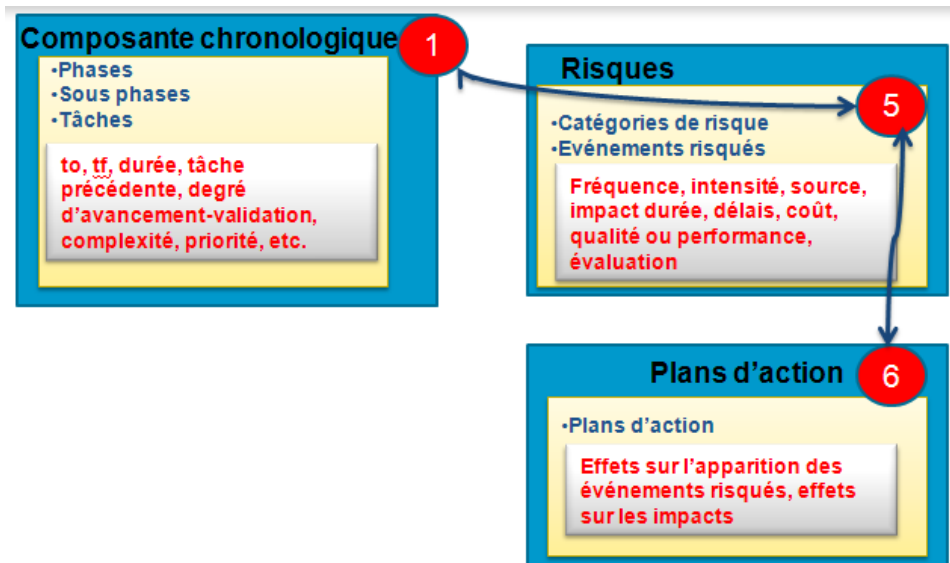 Composante chronologique
1
•Phases
•Sous phases
•Tâches
to, tf, durée, tâche
précédente, degré
d’avancement-validation,
complexité, priorité, etc.
Risques
5
•Catégories de risque
•Evénements risqués
Fréquence, intensité, source,
impact durée, délais, coût,
qualité ou performance,
évaluation
Plans d’action
6
•Plans d’action
Effets sur l’apparition des
événements risqués, effets
sur les impacts